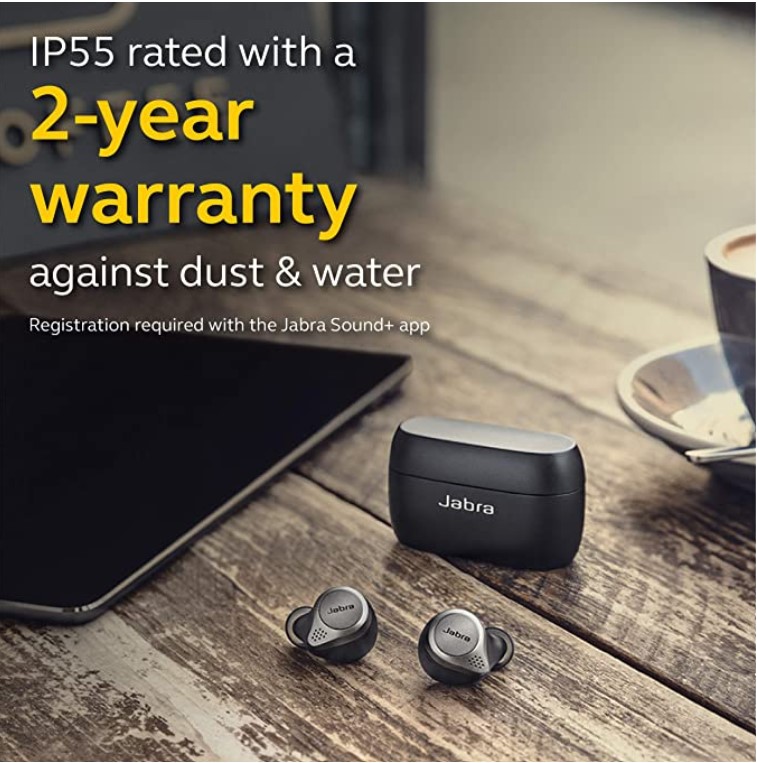 IP55 rated with a
2-year
warranty
against dust & water
Registration required with the Jabra Sound+ app
Jabra
Jabra
Jabra